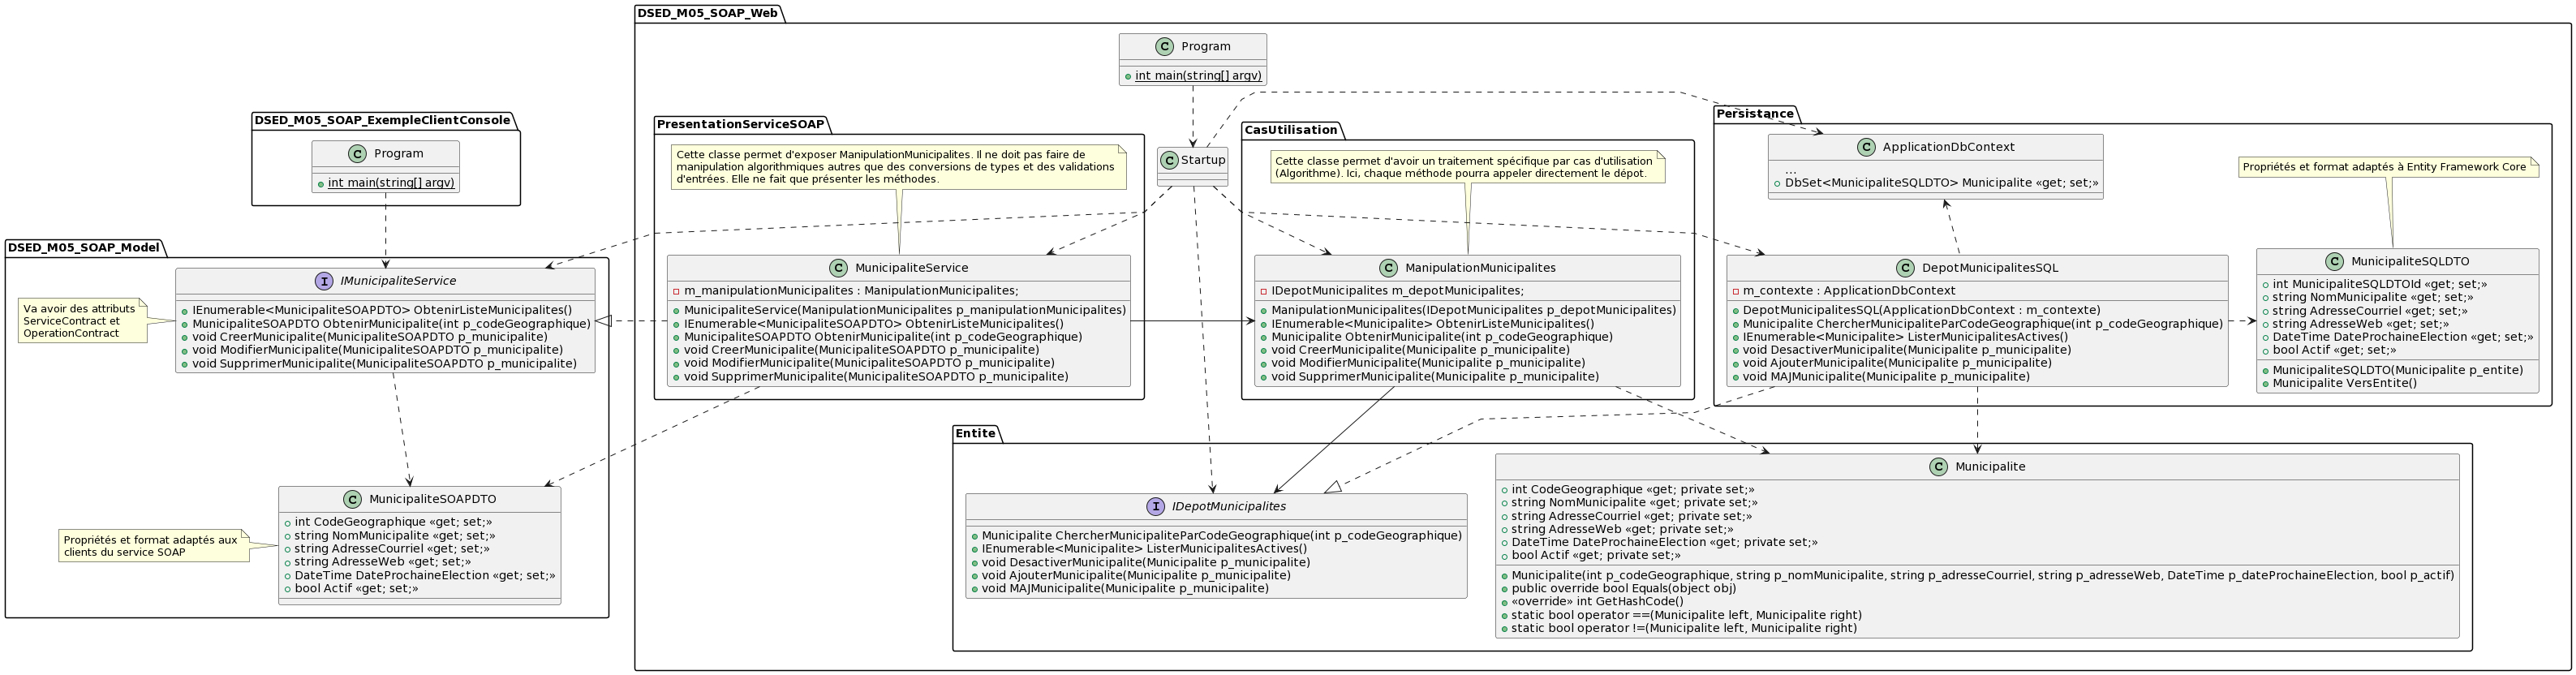 DSED_M05_SOAP_Web
Program
int main(string[] argv)
DSED_M05_SOAP_ExempleClientConsole
Program
int main(string[] argv)
PresentationServiceSOAP
Cette classe permet d'exposer ManipulationMunicipalites. Il ne doit pas faire de
manipulation algorithmiques autres que des conversions de types et des validations
d'entrées. Elle ne fait que présenter les méthodes.
Startup
CasUtilisation
Cette classe permet d'avoir un traitement spécifique par cas d'utilisation
(Algorithme). Ici, chaque méthode pourra appeler directement le dépot.
Persistance
ApplicationDbContext
...
DbSet<MunicipaliteSQLDTO> Municipalite «get; set;»
Propriétés et format adaptés à Entity Framework Core
DSED_M05_SOAP_Model
IMunicipaliteService
IEnumerable<MunicipaliteSOAPDTO> ObtenirListeMunicipalites()
MunicipaliteSOAPDTO ObtenirMunicipalite(int p_codeGeographique)
void CreerMunicipalite(MunicipaliteSOAPDTO p_municipalite)
void ModifierMunicipalite(MunicipaliteSOAPDTO p_municipalite)
void SupprimerMunicipalite(MunicipaliteSOAPDTO p_municipalite)
Va avoir des attributs
ServiceContract et
OperationContract
MunicipaliteService
m_manipulationMunicipalites : ManipulationMunicipalites;
MunicipaliteService(ManipulationMunicipalites p_manipulationMunicipalites)
IEnumerable<MunicipaliteSOAPDTO> ObtenirListeMunicipalites()
MunicipaliteSOAPDTO ObtenirMunicipalite(int p_codeGeographique)
void CreerMunicipalite(MunicipaliteSOAPDTO p_municipalite)
void ModifierMunicipalite(MunicipaliteSOAPDTO p_municipalite)
void SupprimerMunicipalite(MunicipaliteSOAPDTO p_municipalite)
ManipulationMunicipalites
IDepotMunicipalites m_depotMunicipalites;
ManipulationMunicipalites(IDepotMunicipalites p_depotMunicipalites)
IEnumerable<Municipalite> ObtenirListeMunicipalites()
Municipalite ObtenirMunicipalite(int p_codeGeographique)
void CreerMunicipalite(Municipalite p_municipalite)
void ModifierMunicipalite(Municipalite p_municipalite)
void SupprimerMunicipalite(Municipalite p_municipalite)
DepotMunicipalitesSQL
m_contexte : ApplicationDbContext
DepotMunicipalitesSQL(ApplicationDbContext : m_contexte)
Municipalite ChercherMunicipaliteParCodeGeographique(int p_codeGeographique)
IEnumerable<Municipalite> ListerMunicipalitesActives()
void DesactiverMunicipalite(Municipalite p_municipalite)
void AjouterMunicipalite(Municipalite p_municipalite)
void MAJMunicipalite(Municipalite p_municipalite)
MunicipaliteSQLDTO
int MunicipaliteSQLDTOId «get; set;»
string NomMunicipalite «get; set;»
string AdresseCourriel «get; set;»
string AdresseWeb «get; set;»
DateTime DateProchaineElection «get; set;»
bool Actif «get; set;»
MunicipaliteSQLDTO(Municipalite p_entite)
Municipalite VersEntite()
MunicipaliteSOAPDTO
int CodeGeographique «get; set;»
string NomMunicipalite «get; set;»
string AdresseCourriel «get; set;»
string AdresseWeb «get; set;»
DateTime DateProchaineElection «get; set;»
bool Actif «get; set;»
Propriétés et format adaptés aux
clients du service SOAP
Entite
IDepotMunicipalites
Municipalite ChercherMunicipaliteParCodeGeographique(int p_codeGeographique)
IEnumerable<Municipalite> ListerMunicipalitesActives()
void DesactiverMunicipalite(Municipalite p_municipalite)
void AjouterMunicipalite(Municipalite p_municipalite)
void MAJMunicipalite(Municipalite p_municipalite)
Municipalite
int CodeGeographique «get; private set;»
string NomMunicipalite «get; private set;»
string AdresseCourriel «get; private set;»
string AdresseWeb «get; private set;»
DateTime DateProchaineElection «get; private set;»
bool Actif «get; private set;»
Municipalite(int p_codeGeographique, string p_nomMunicipalite, string p_adresseCourriel, string p_adresseWeb, DateTime p_dateProchaineElection, bool p_actif)
public override bool Equals(object obj)
«override» int GetHashCode()
static bool operator ==(Municipalite left, Municipalite right)
static bool operator !=(Municipalite left, Municipalite right)